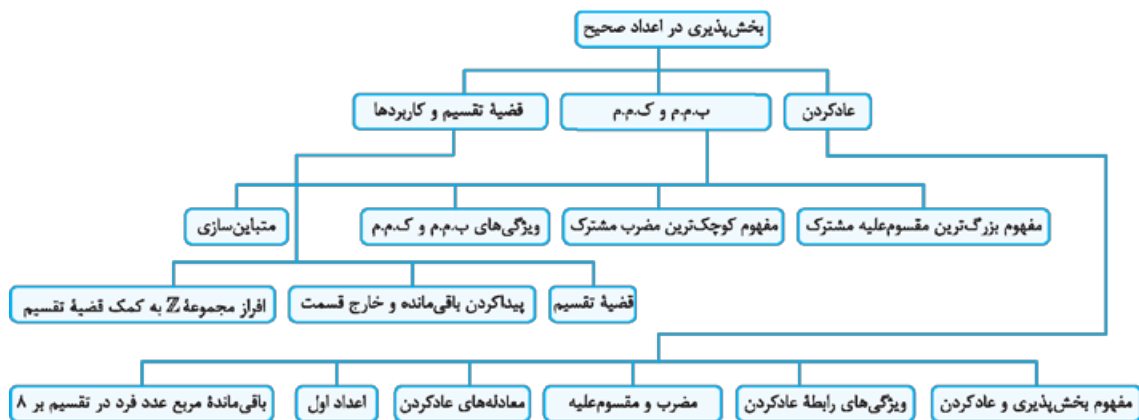 بخش‌پذیری در اعداد صحیح
عادکردن
ب.م.م و ک.م.م
قضیهٔ تقسیم و کاربردها
مفهوم بزرگ‌ترین مقسوم‌علیه مشترک
مفهوم کوچک‌ترین مضرب مشترک
ویژگی‌های ب.م.م و ک.م.م
متباین‌سازی
قضیهٔ تقسیم
پیداکردن باقی‌مانده و خارج قسمت
افراز مجموعهٔ ℤ به کمک قضیهٔ تقسیم
مفهوم بخش‌پذیری و عادکردن
ویژگی‌های رابطهٔ عادکردن
مضرب و مقسوم‌علیه
معادله‌های عادکردن
اعداد اول
باقی‌ماندهٔ مربع عدد فرد در تقسیم بر ۸